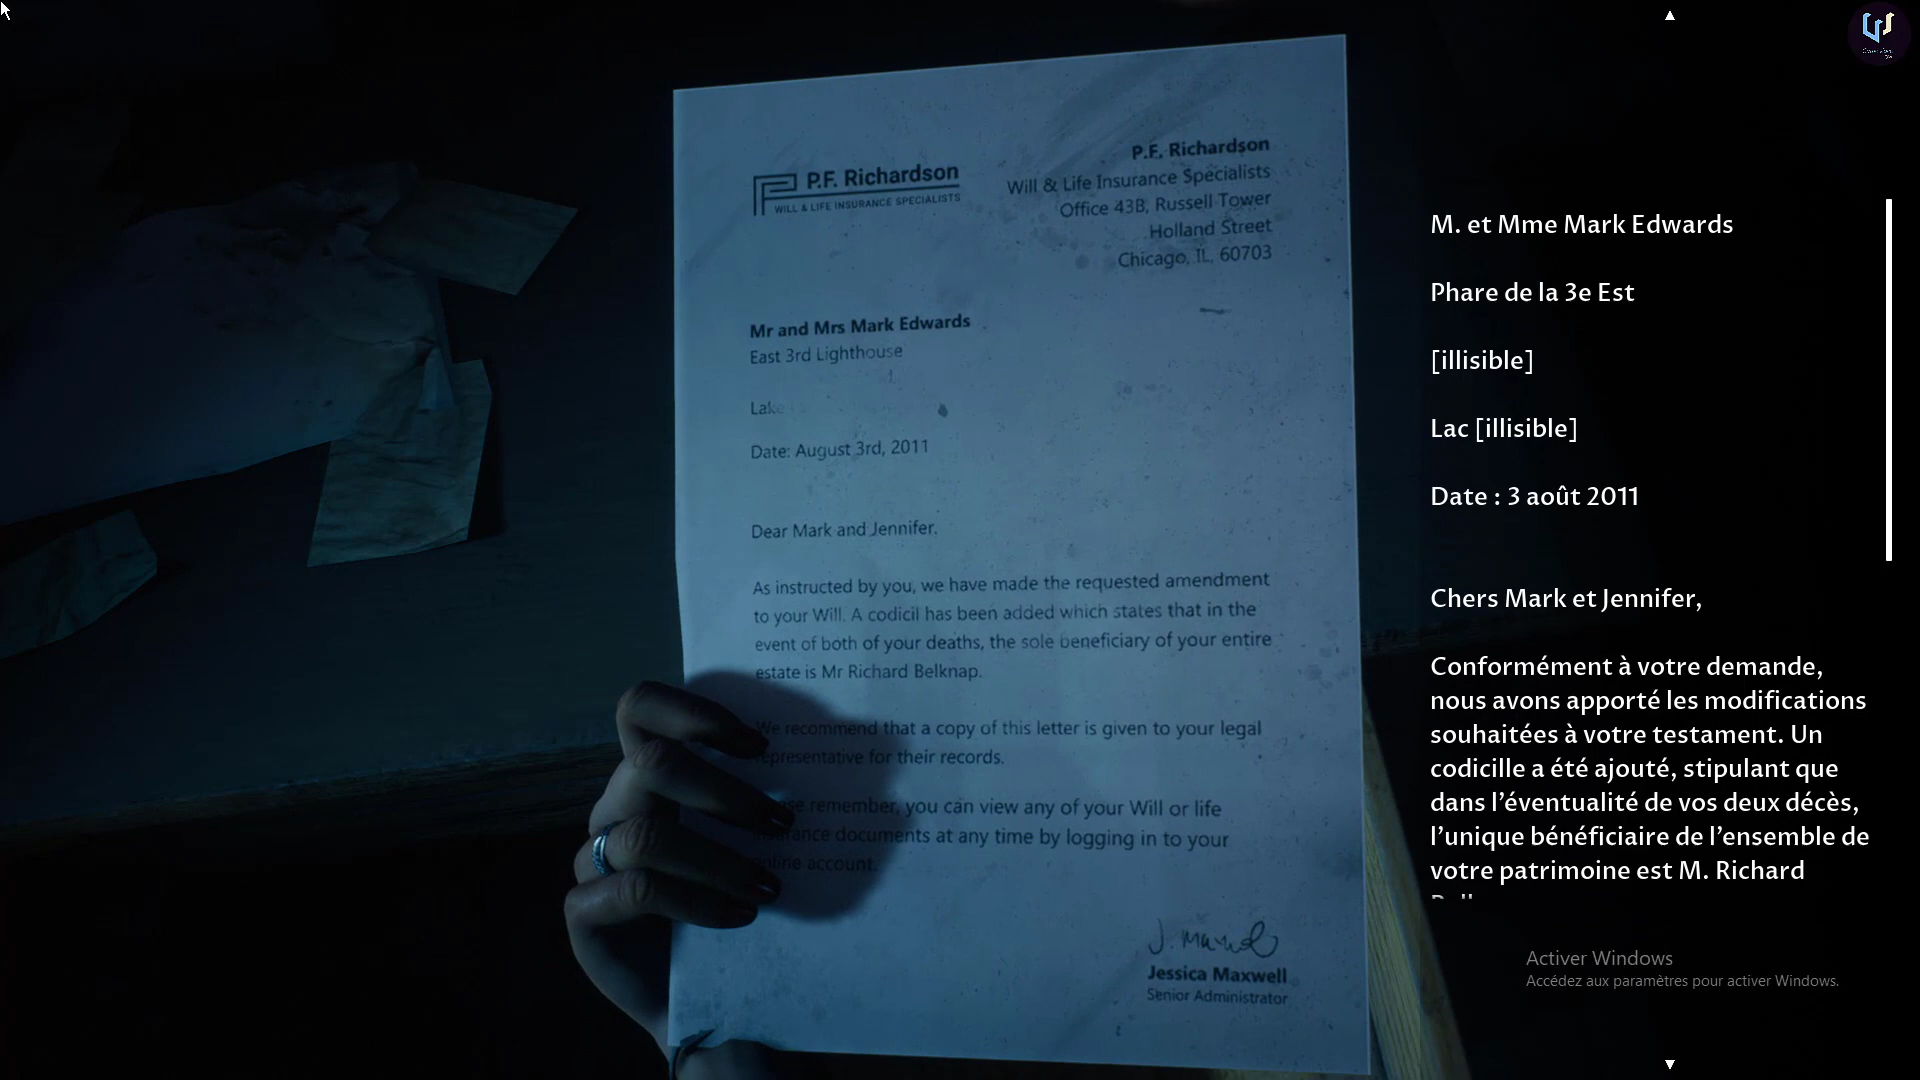 P.F. Richardson
WILL & LIFE INSURANCE SPECIALISTS
P.F. Richardson
Will & Life Insurance Specialists
Office 43B, Russell Tower
Holland Street
Chicago, IL, 60703
Mr and Mrs Mark Edwards
East 3rd Lighthouse
Lake
Date: August 3rd, 2011
Dear Mark and Jennifer.
As instructed by you, we have made the requested amendment
to your Will. A codicil has been added which states that in the
event of both of your deaths, the sole beneficiary of your entire
estate is Mr Richard Belknap.
We recommend that a copy of this letter is given to your legal
representative for their records.
remember, you can view any of your Will or life
documents at any time by logging in to your
online account.
Jessica Maxwell
Senior Administrator
M. et Mme Mark Edwards
Phare de la 3e Est
[illisible]
Lac [illisible]
Date : 3 août 2011
Chers Mark et Jennifer,
Conformément à votre demande,
nous avons apporté les modifications
souhaitées à votre testament. Un
codicille a été ajouté, stipulant que
dans l'éventualité de vos deux décès,
l'unique bénéficiaire de l'ensemble de
votre patrimoine est M. Richard
Activer Windows
Accédez aux paramètres pour activer Windows.